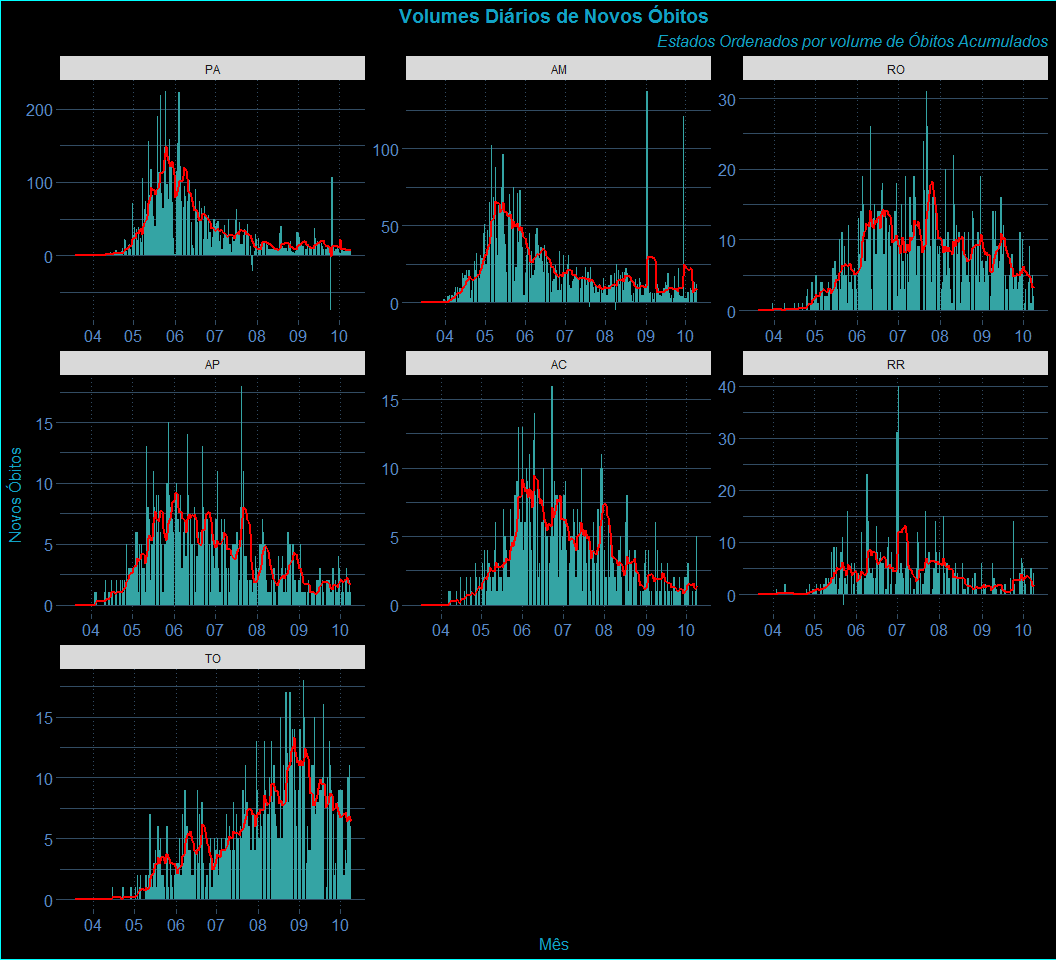 Volumes Diários de Novos Óbitos
Estados Ordenados por volume de Óbitos Acumulados
PA
AM
RO
200
100
0
04 05 06 07 08 09 10
100
50
0
04 05 06 07 08 09 10
30
20
10
0
04 05 06 07 08 09 10
AP
AC
RR
15
10
5
0
04 05 06 07 08 09 10
15
10
5
0
04 05 06 07 08 09 10
40
30
20
10
0
04 05 06 07 08 09 10
Novos Óbitos
TO
15
10
5
0
04 05 06 07 08 09 10
Mês